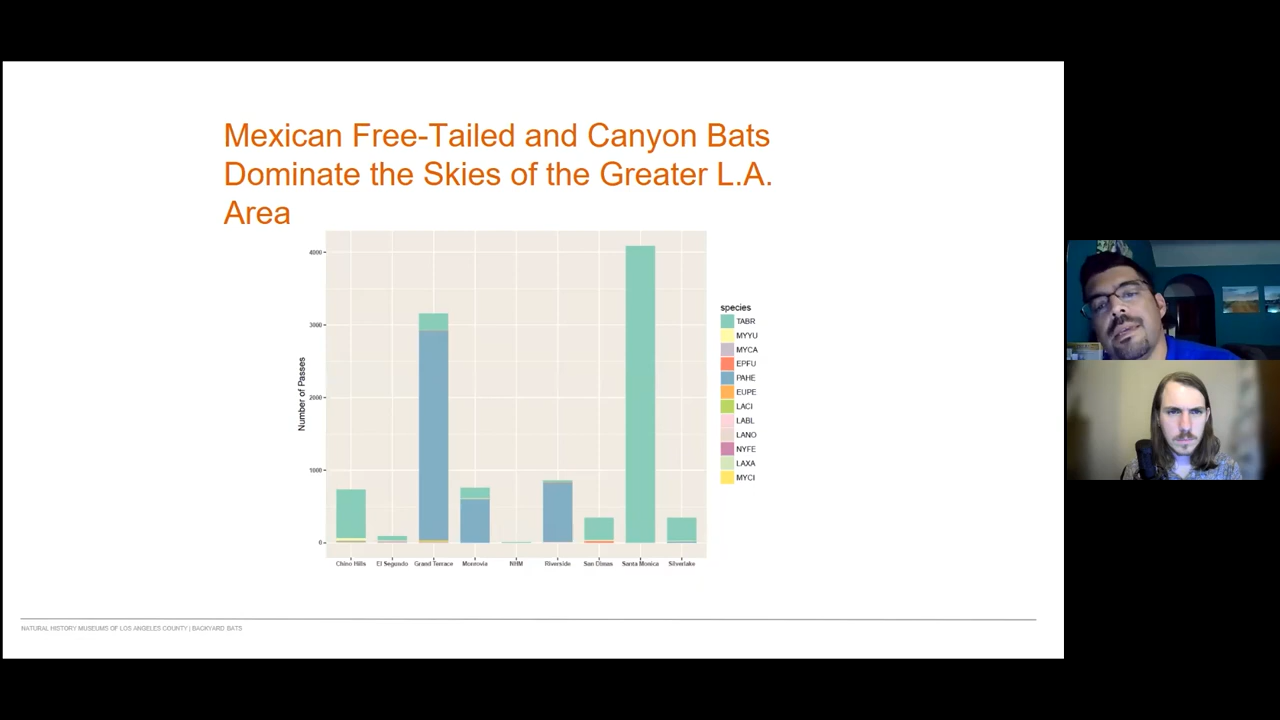 Mexican Free-Tailed and Canyon Bats
Dominate the Skies of the Greater L.A.
Area
Number of Passes
4000
3000
2000
1000
0
Chino Hills
El Segundo
Grand Terrace
Monrovia
NHM
Riverside
San Dimas
Santa Monica
Silverlake
species
TABR
MYYU
MYCA
EPFU
PAHE
EUPE
LACI
LABL
LANO
NYFE
LAXA
MYCI
NATURAL HISTORY MUSEUMS OF LOS ANGELES COUNTY | BACKYARD BATS